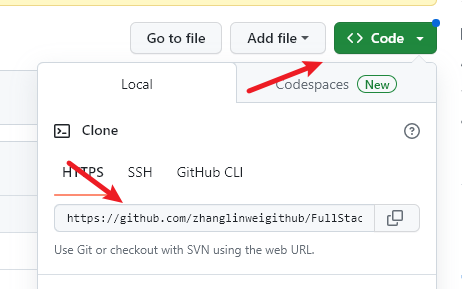 Go to file
Add file
<> Code
Local
Codespaces New
Clone
HTTPS SSH GitHub CLI
https://github.com/zhanglinweigithub/FullStac
Use Git or checkout with SVN using the web URL.